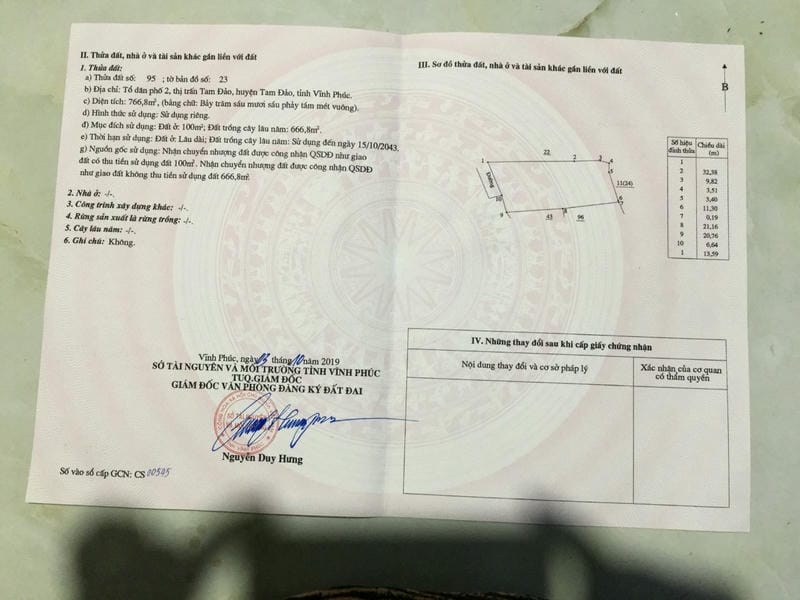 II. Thửa đất, nhà ở và tài sản khác gắn liền với đất
1. Thửa đất:
a) Thửa đất số: 95 ; tờ bản đồ số: 23
b) Địa chỉ: Tổ dân phố 2, thị trấn Tam Đảo, huyện Tam Đảo, tỉnh Vĩnh Phúc.
c) Diện tích: 766,8m², (bằng chữ: Bảy trăm sáu mươi sáu phảy tám mét vuông).
d) Hình thức sử dụng: Sử dụng riêng.
đ) Mục đích sử dụng: Đất ở: 100m²; Đất trồng cây lâu năm: 666,8m².
e) Thời hạn sử dụng: Đất ở: Lâu dài; Đất trồng cây lâu năm: Sử dụng đến ngày 15/10/2043.
g) Nguồn gốc sử dụng: Nhận chuyển nhượng đất được công nhận QSDĐ như giao
đất có thu tiền sử dụng đất 100m². Nhận chuyển nhượng đất được công nhận QSDĐ
như giao đất không thu tiền sử dụng đất 666,8m².
2. Nhà ở: -/-.
3. Công trình xây dựng khác: -/-.
4. Rừng sản xuất là rừng trồng: -/-.
5. Cây lâu năm: -/-.
6. Ghi chú: Không.
Vĩnh Phúc, ngày 03 tháng 10 năm 2019
SỞ TÀI NGUYÊN VÀ MÔI TRƯỜNG TỈNH VĨNH PHÚC
TUQ.GIÁM ĐỐC
GIÁM ĐỐC VĂN PHÒNG ĐĂNG KÝ ĐẤT ĐAI
Nguyễn Duy Hưng
Số vào sổ cấp GCN: CS 00505
III. Sơ đồ thửa đất, nhà ở và tài sản khác gắn liền với đất
B
22
1
2
3
4
5
Đường
11(24)
10
9
43
8
96
6
7
Số hiệu đỉnh thửa
Chiều dài (m)
1
2 32,38
3 9,82
4 3,51
5 3,40
6 11,30
7 0,19
8 21,16
9 20,76
10 6,64
1 13,59
IV. Những thay đổi sau khi cấp giấy chứng nhận
Nội dung thay đổi và cơ sở pháp lý
Xác nhận của cơ quan
có thẩm quyền